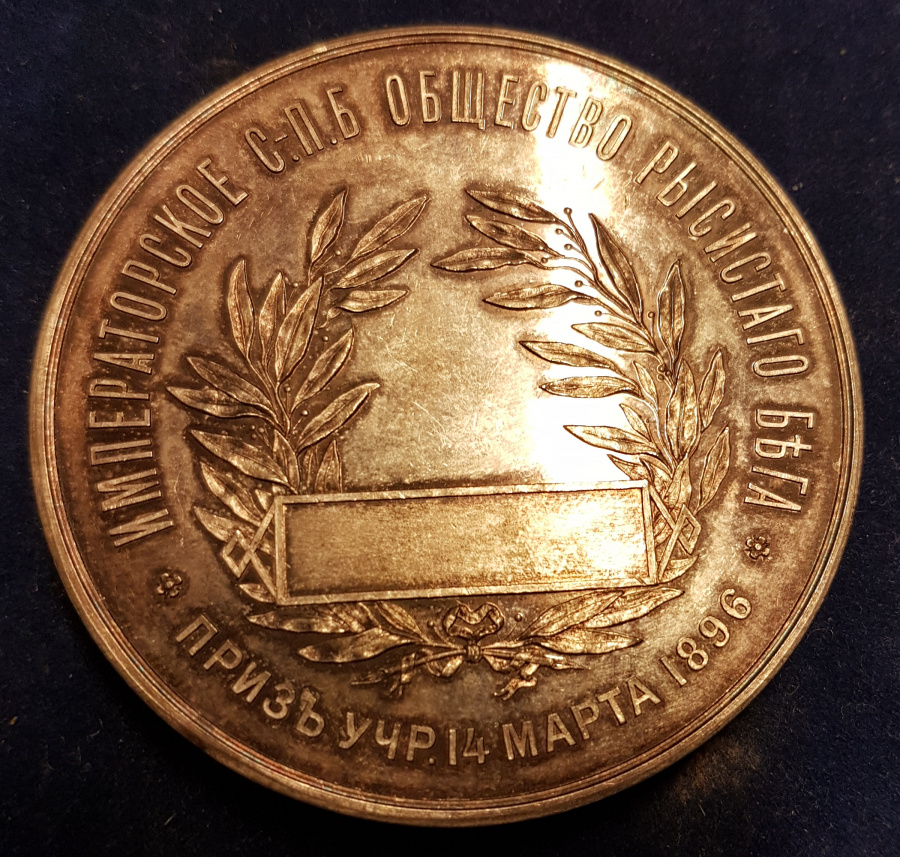 ИМПЕРАТОРСКОЕ С-.П.Б ОБЩЕСТВО РЫСИСТАГО БѢГА
ПРИЗЪ УЧР. 14 МАРТА 1896